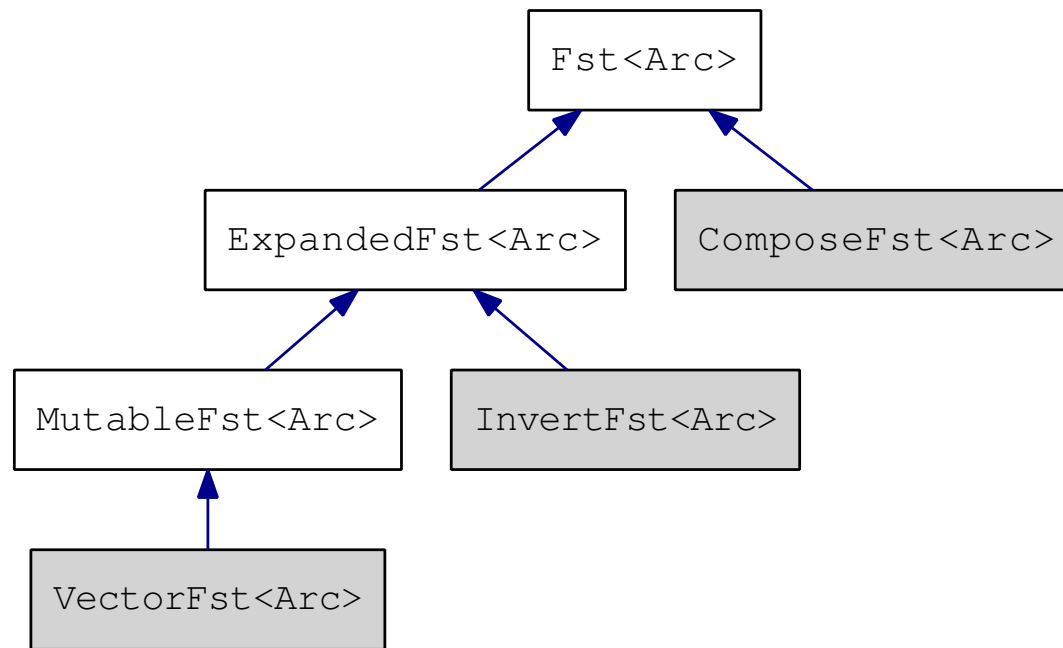 Fst<Arc>
ExpandedFst<Arc>
ComposeFst<Arc>
MutableFst<Arc>
InvertFst<Arc>
VectorFst<Arc>